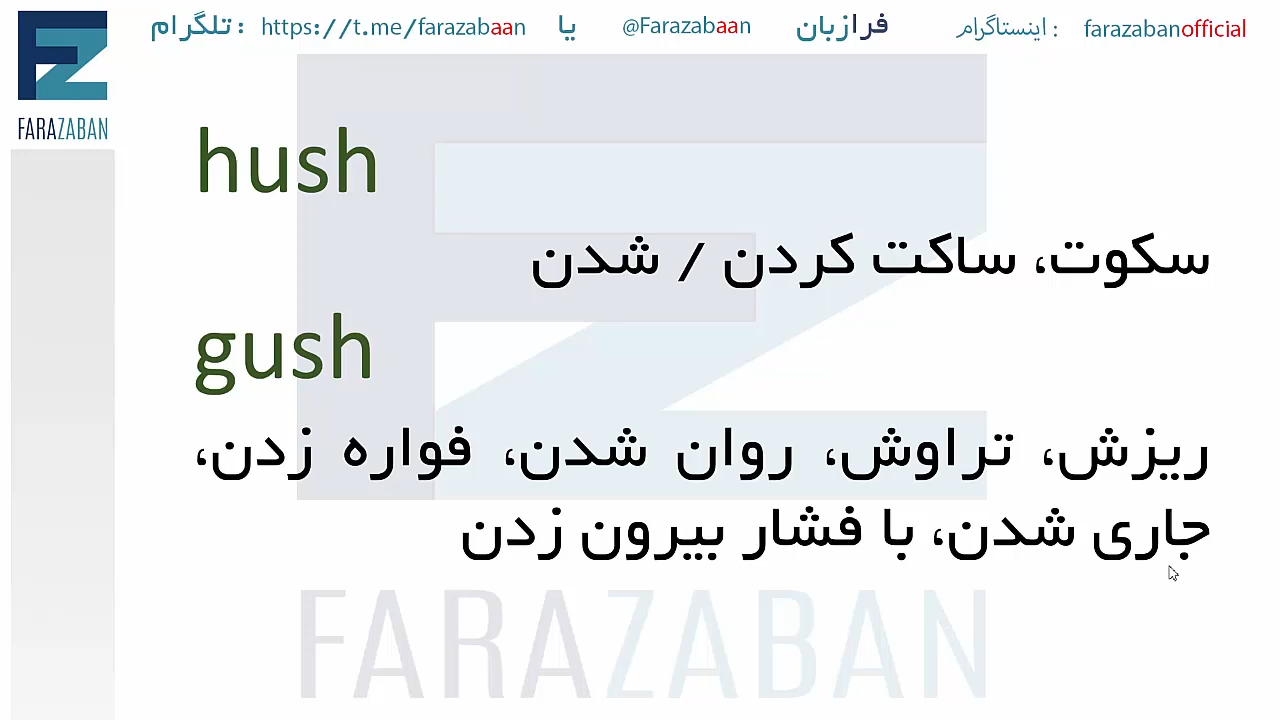 تلگرام : https://t.me/farazabaan یا @Farazabaan فرازبان اینستاگرام : farazabanofficial
FZ
FARAZABAN
hush
سکوت، ساکت کردن / شدن
gush
ریزش، تراوش، روان شدن، فواره زدن،
جاری شدن، با فشار بیرون زدن
FARAZABAN